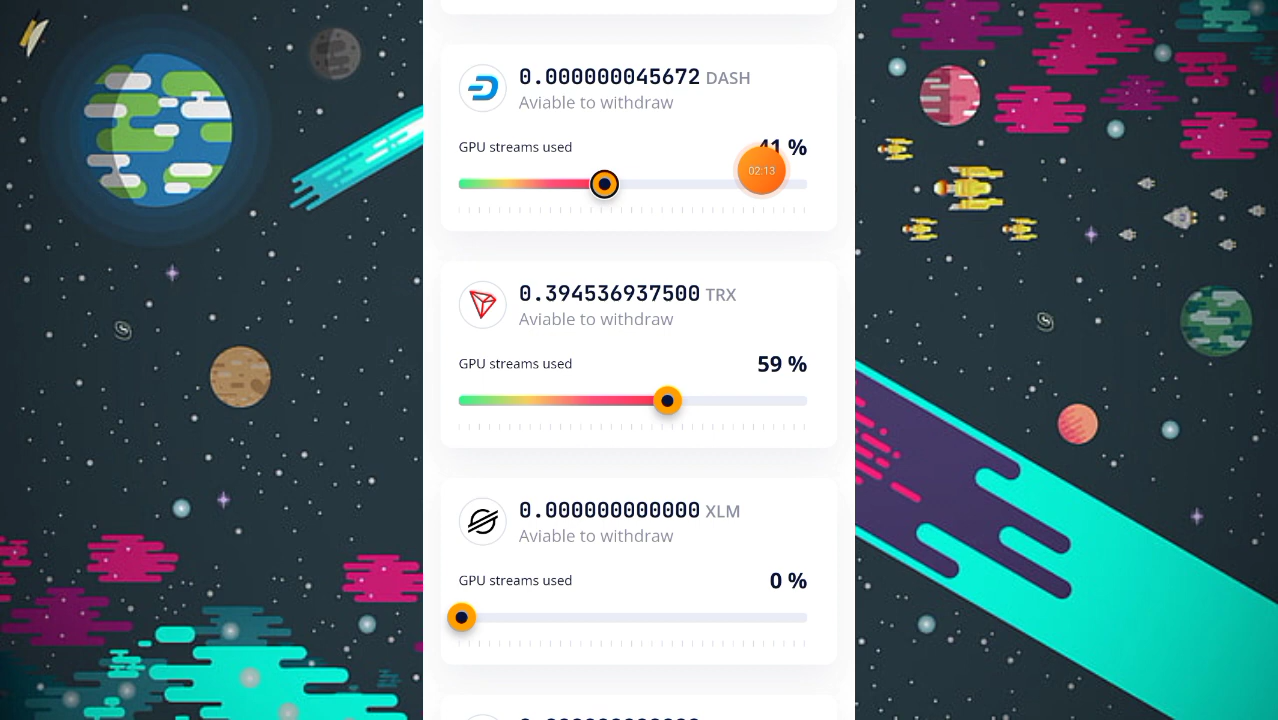 0.000000045672 DASH
Aviable to withdraw
GPU streams used
41 %
02:13
0.394536937500 TRX
Aviable to withdraw
GPU streams used
59 %
0.000000000000 XLM
Aviable to withdraw
GPU streams used
0 %